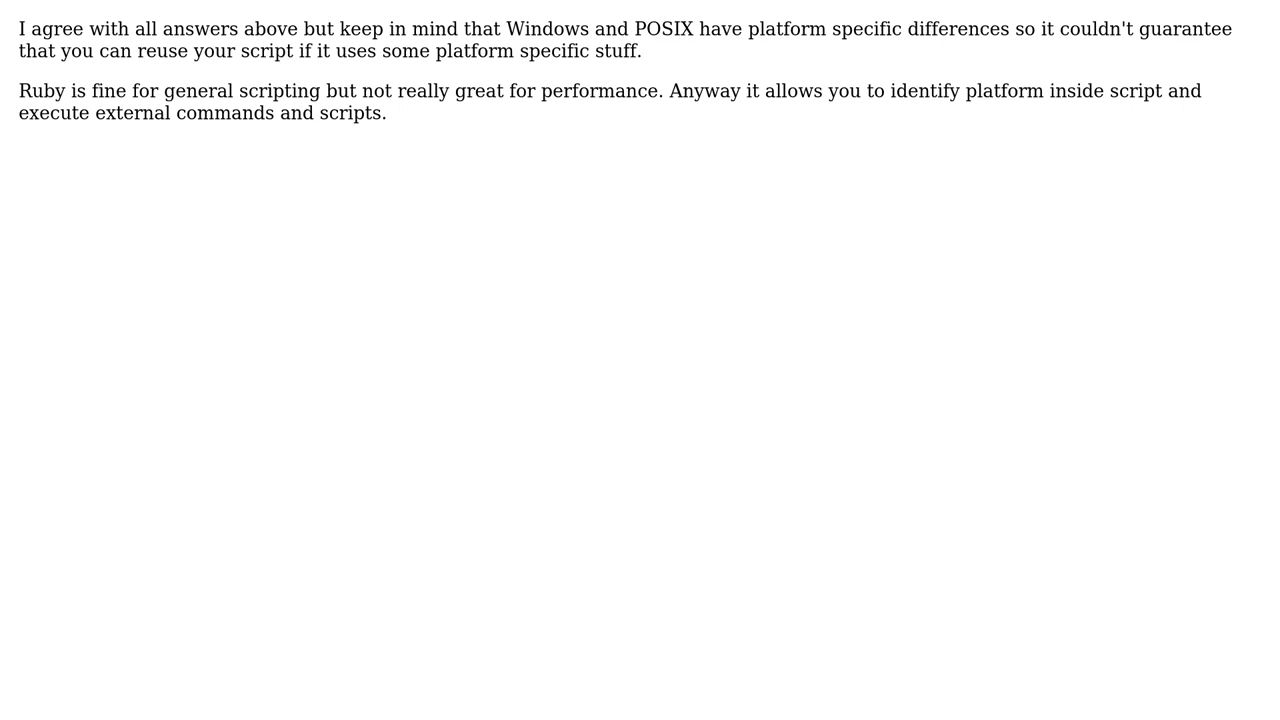 I agree with all answers above but keep in mind that Windows and POSIX have platform specific differences so it couldn't guarantee
that you can reuse your script if it uses some platform specific stuff.
Ruby is fine for general scripting but not really great for performance. Anyway it allows you to identify platform inside script and
execute external commands and scripts.